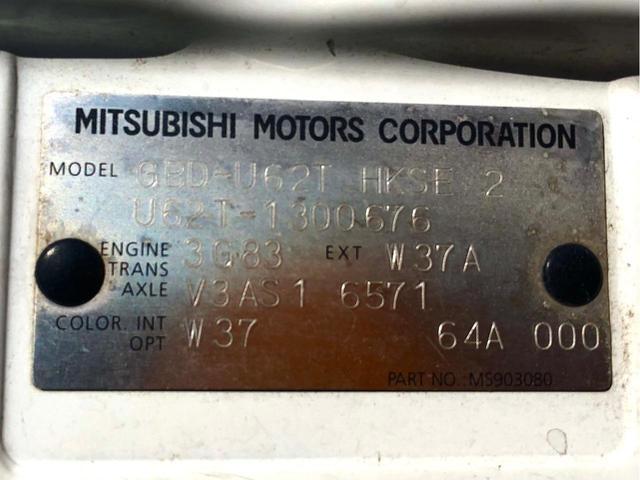 MITSUBISHI MOTORS CORPORATION
MODEL GBD-U62T HKSE 2
U62T-1300676
ENGINE 3G83 EXT W37A
TRANS
AXLE V3AS1 6571
COLOR. INT W37 64A 000
OPT
PART NO.:MS903080